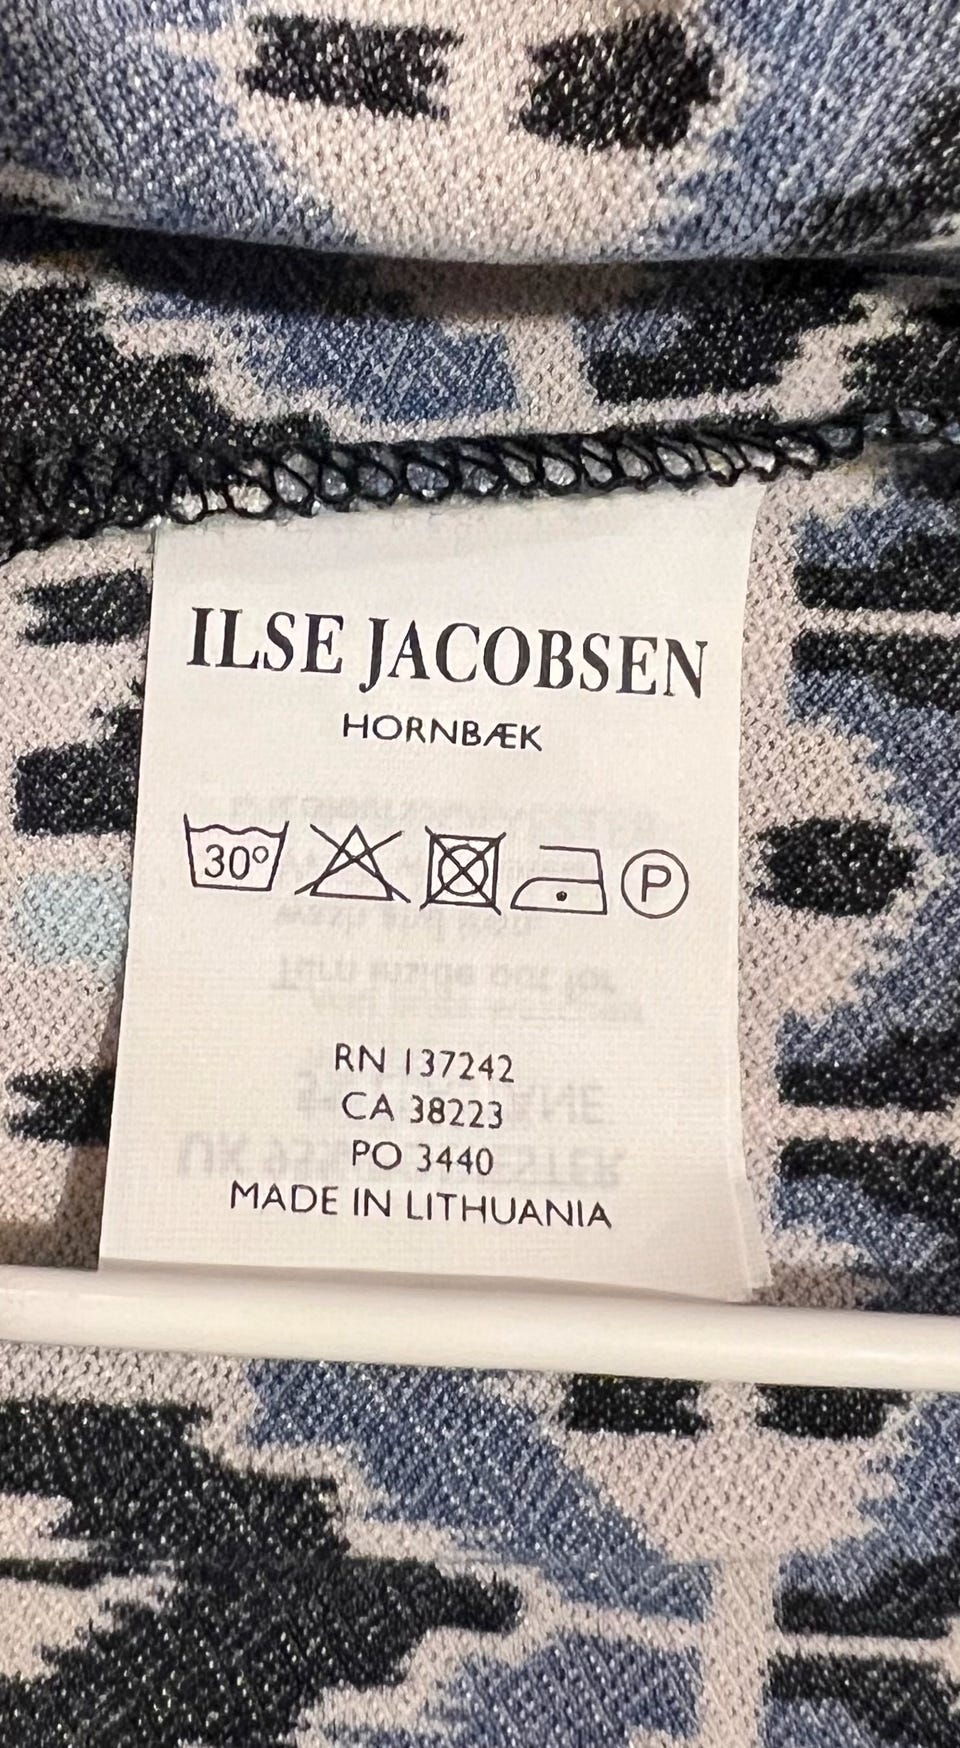 ILSE JACOBSEN
HORNBÆK
30°
P
RN 137242
CA 38223
PO 3440
MADE IN LITHUANIA